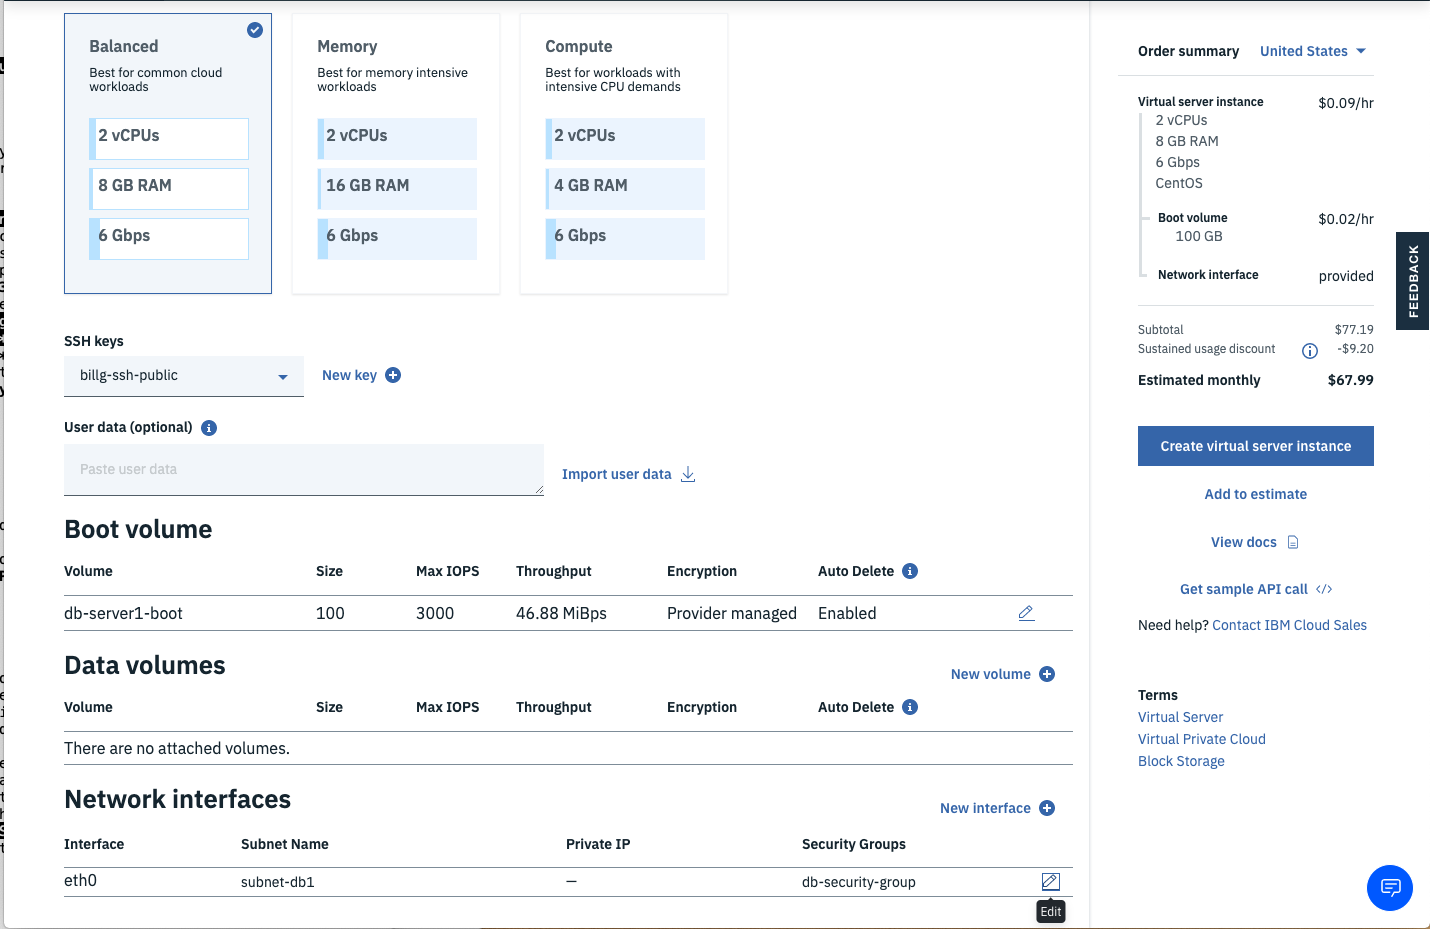 Balanced
Best for common cloud
workloads
2 vCPUs
8 GB RAM
6 Gbps
Memory
Best for memory intensive
workloads
2 vCPUs
16 GB RAM
6 Gbps
Compute
Best for workloads with
intensive CPU demands
2 vCPUs
4 GB RAM
6 Gbps
SSH keys
billg-ssh-public
New key
User data (optional)
Paste user data
Import user data
Boot volume
Volume Size Max IOPS Throughput Encryption Auto Delete
db-server1-boot 100 3000 46.88 MiBps Provider managed Enabled
Data volumes
New volume
Volume Size Max IOPS Throughput Encryption Auto Delete
There are no attached volumes.
Network interfaces
New interface
Interface Subnet Name Private IP Security Groups
eth0 subnet-db1 — db-security-group
Edit
Order summary United States
Virtual server instance $0.09/hr
2 vCPUs
8 GB RAM
6 Gbps
CentOS
Boot volume $0.02/hr
100 GB
Network interface provided
Subtotal $77.19
Sustained usage discount -$9.20
Estimated monthly $67.99
Create virtual server instance
Add to estimate
View docs
Get sample API call </>
Need help? Contact IBM Cloud Sales
Terms
Virtual Server
Virtual Private Cloud
Block Storage
FEEDBACK